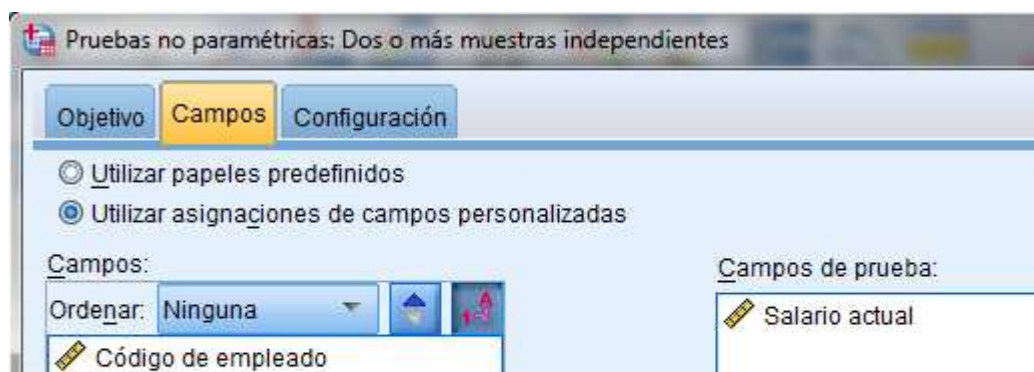 Pruebas no paramétricas: Dos o más muestras independientes
Objetivo Campos Configuración
Utilizar papeles predefinidos
Utilizar asignaciones de campos personalizadas
Campos:
Ordenar: Ninguna
Código de empleado
Campos de prueba:
Salario actual